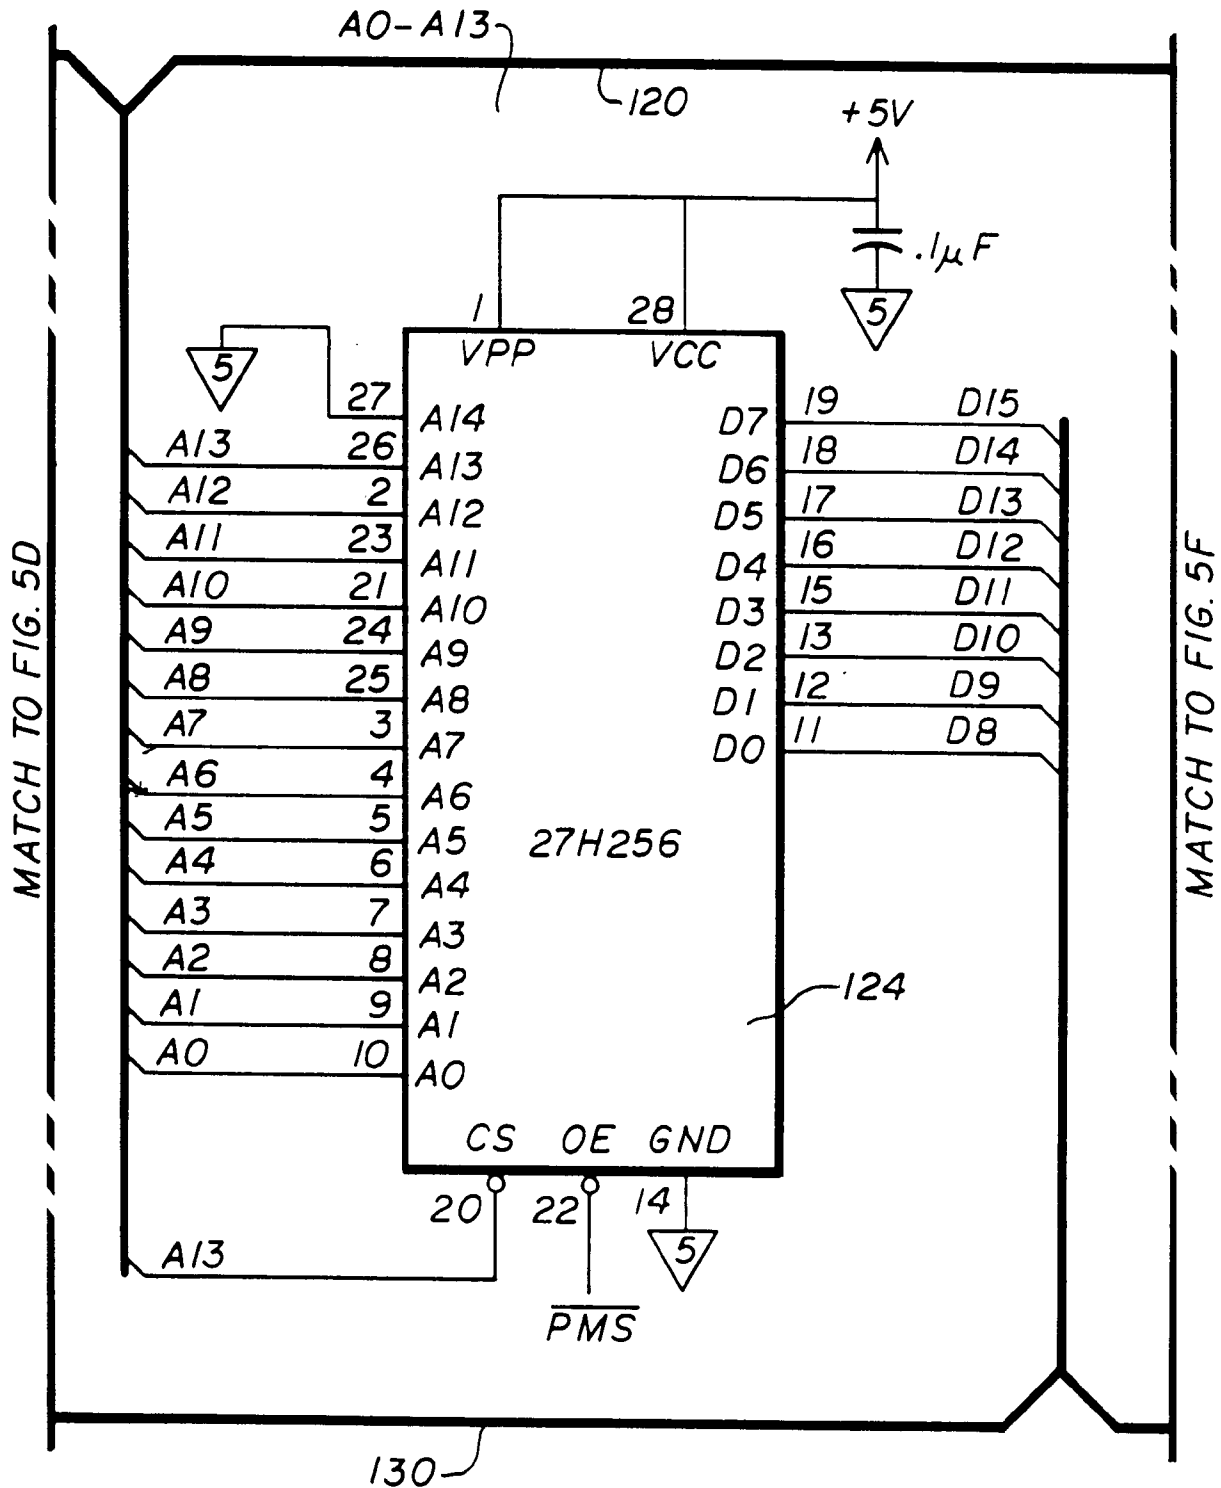 A0-A13
120
+5V
.1µF
5
1
28
VPP
VCC
5
27
A14
A13
26
A13
A12
2
A12
A11
23
A11
A10
21
A10
A9
24
A9
A8
25
A8
A7
3
A7
A6
4
A6
A5
5
A5
A4
6
A4
A3
7
A3
A2
8
A2
A1
9
A1
A0
10
A0
D7
19
D15
D6
18
D14
D5
17
D13
D4
16
D12
D3
15
D11
D2
13
D10
D1
12
D9
D0
11
D8
27H256
124
CS
OE
GND
20
22
14
5
A13
PMS
130
MATCH TO FIG. 5D
MATCH TO FIG. 5F